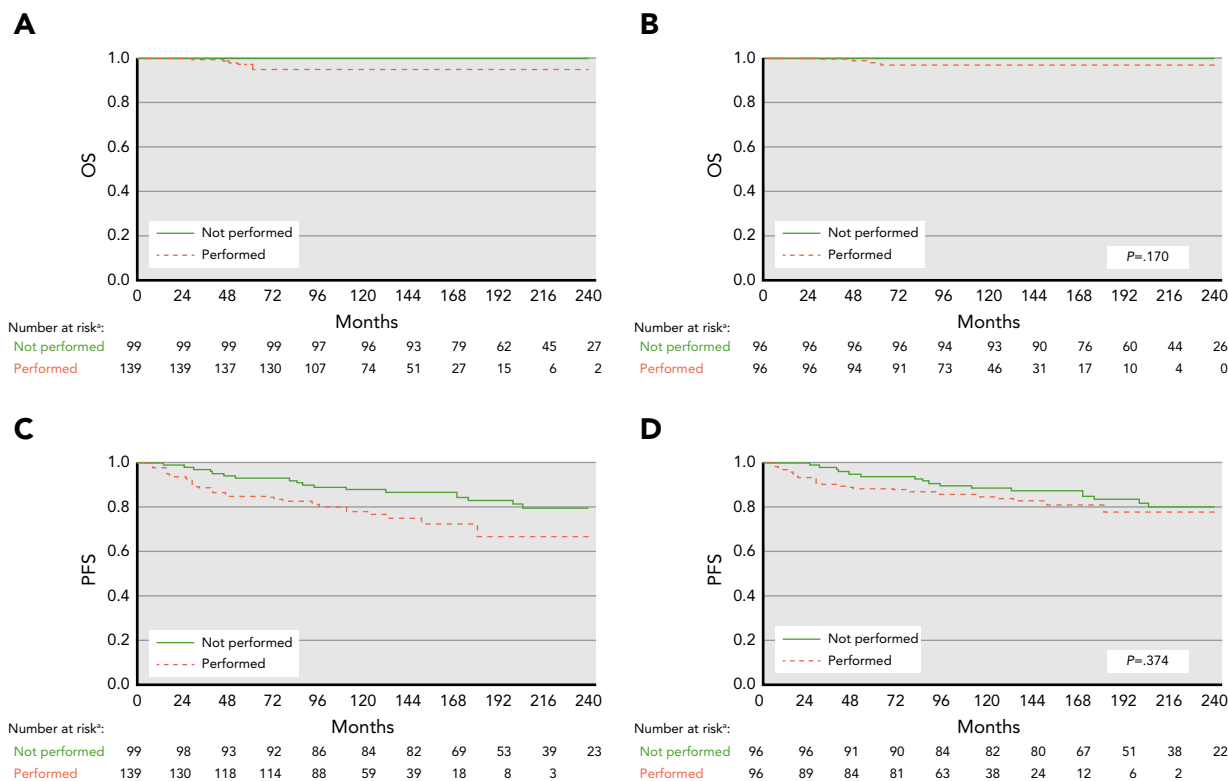 A
1.0
0.8
0.6
0.4
0.2
0.0
OS
Not performed
Performed
0 24 48 72 96 120 144 168 192 216 240
Months
Number at riskᵃ:
Not performed 99 99 99 99 97 96 93 79 62 45 27
Performed 139 139 137 130 107 74 51 27 15 6 2
B
1.0
0.8
0.6
0.4
0.2
0.0
OS
Not performed
Performed
P=.170
0 24 48 72 96 120 144 168 192 216 240
Months
Number at riskᵃ:
Not performed 96 96 96 96 94 93 90 76 60 44 26
Performed 96 96 94 91 73 46 31 17 10 4 0
C
1.0
0.8
0.6
0.4
0.2
0.0
PFS
Not performed
Performed
0 24 48 72 96 120 144 168 192 216 240
Months
Number at riskᵃ:
Not performed 99 98 93 92 86 84 82 69 53 39 23
Performed 139 130 118 114 88 59 39 18 8 3
D
1.0
0.8
0.6
0.4
0.2
0.0
PFS
Not performed
Performed
P=.374
0 24 48 72 96 120 144 168 192 216 240
Months
Number at riskᵃ:
Not performed 96 96 91 90 84 82 80 67 51 38 22
Performed 96 89 84 81 63 38 24 12 6 2